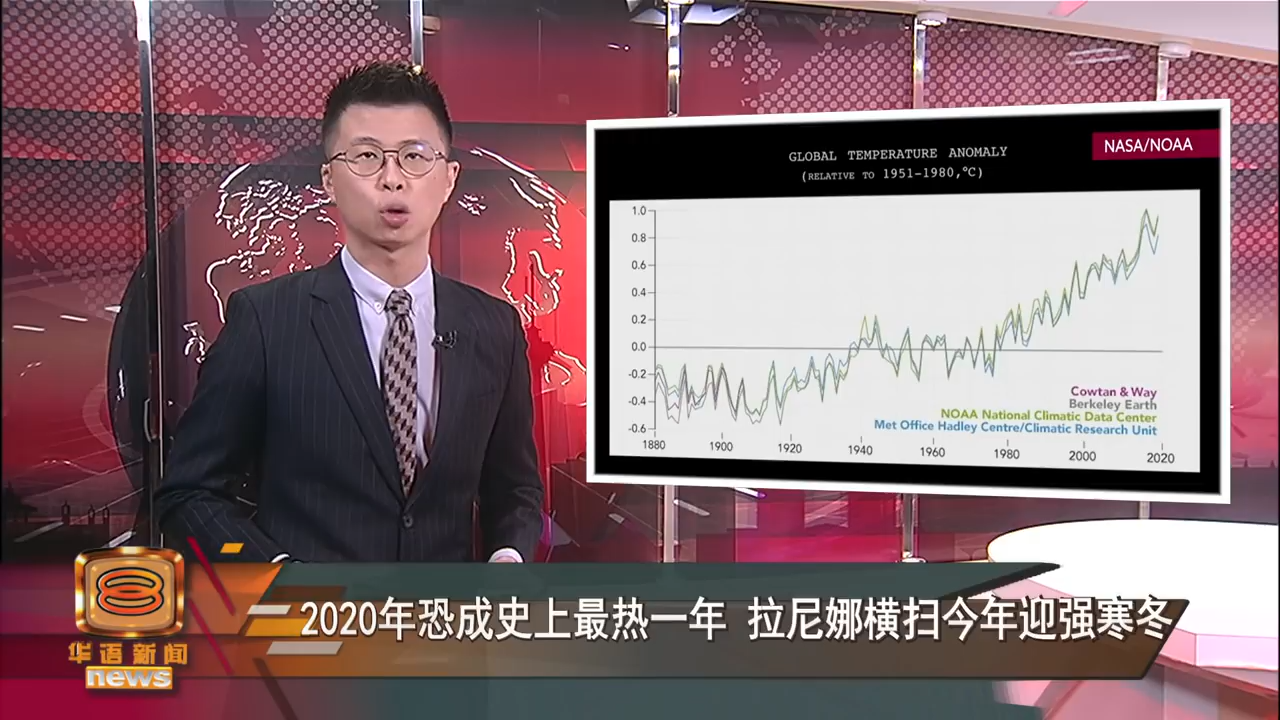 NASA/NOAA
GLOBAL TEMPERATURE ANOMALY
(RELATIVE TO 1951-1980,°C)
1.0
0.8
0.6
0.4
0.2
0.0
-0.2
-0.4
-0.6
Cowtan & Way
Berkeley Earth
NOAA National Climatic Data Center
Met Office Hadley Centre/Climatic Research Unit
1880 1900 1920 1940 1960 1980 2000 2020
2020年恐成史上最热一年 拉尼娜横扫今年迎强寒冬
8
华语新闻
news